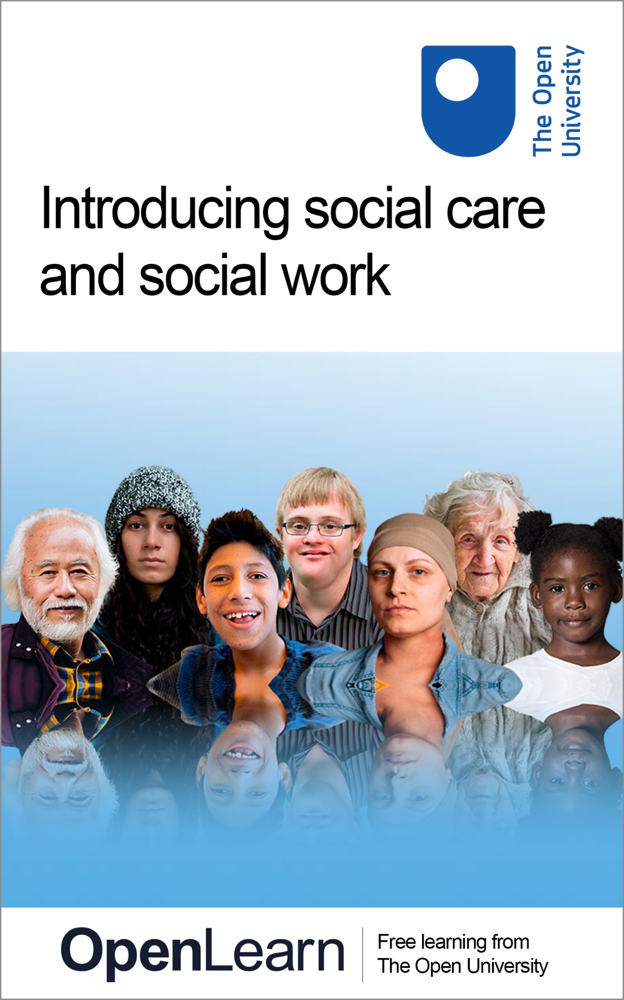 The Open
University
Introducing social care
and social work
OpenLearn
Free learning from
The Open University